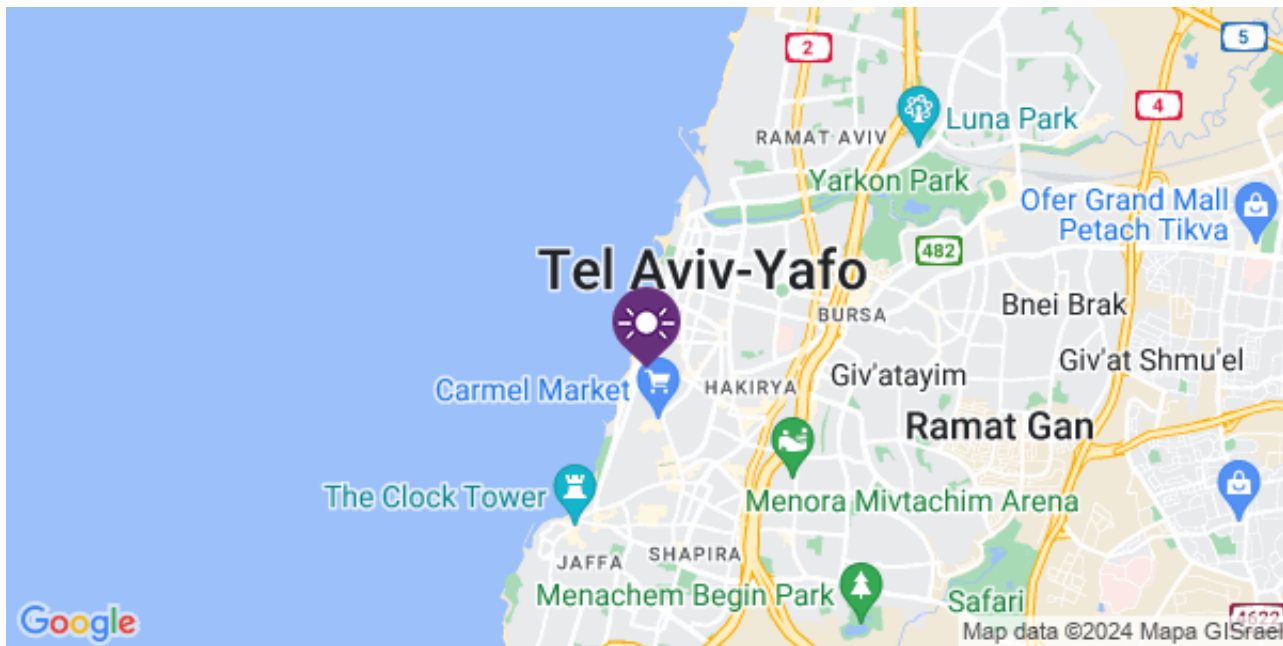 2
5
4
Luna Park
RAMAT AVIV
Yarkon Park
Ofer Grand Mall
Petach Tikva
482
Tel Aviv-Yafo
Bnei Brak
BURSA
Giv'at Shmu'el
Giv'atayim
Carmel Market
HAKIRYA
Ramat Gan
The Clock Tower
Menora Mivtachim Arena
JAFFA
SHAPIRA
Menachem Begin Park
Safari
4622
Google
Map data ©2024 Mapa GISrael